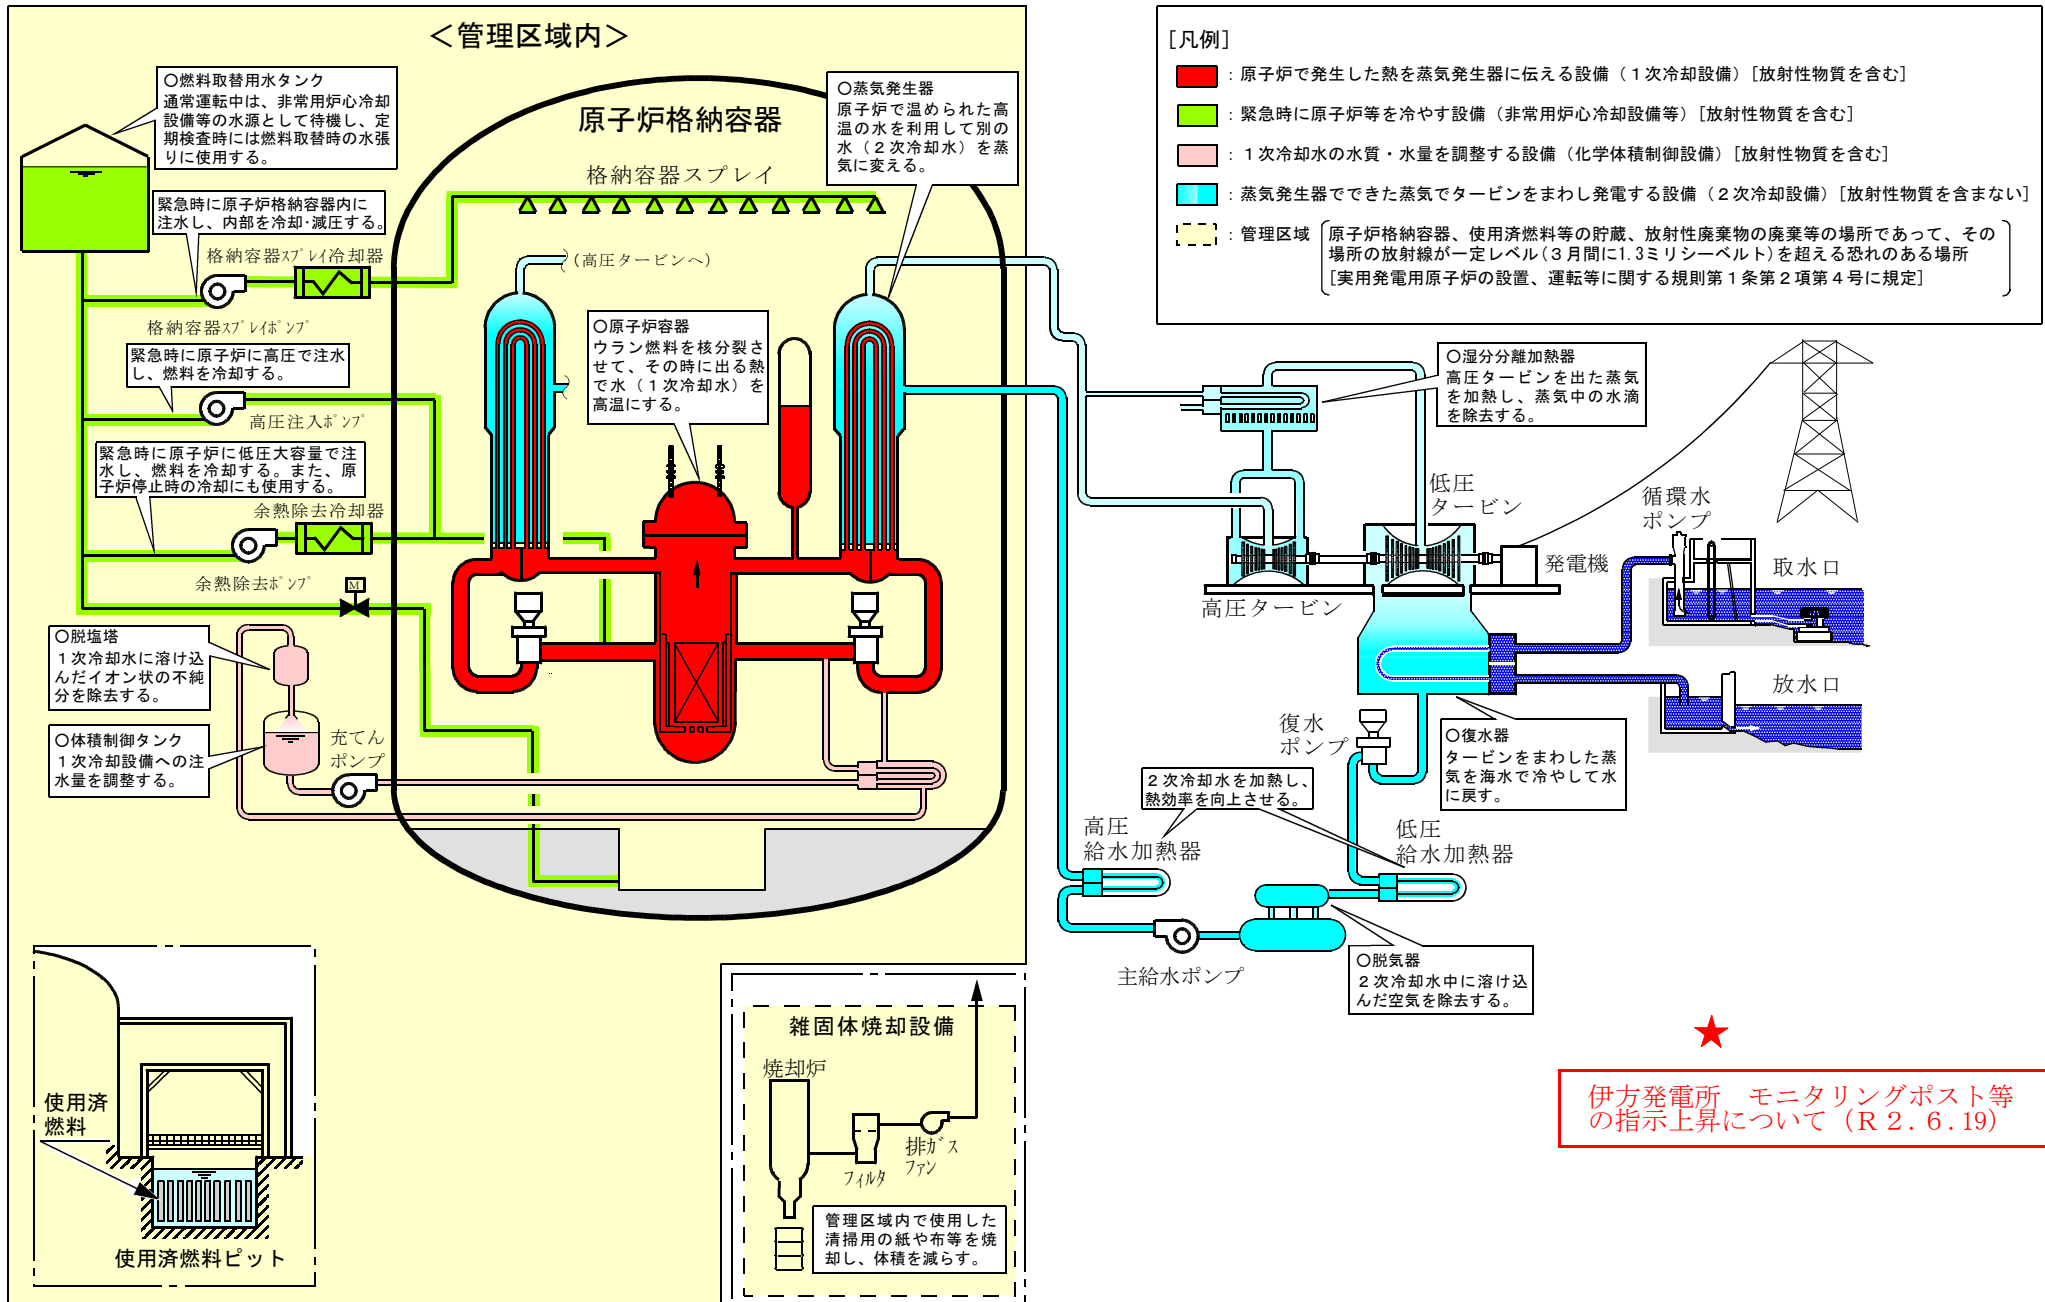 ＜管理区域内＞
○燃料取替用水タンク
通常運転中は、非常用炉心冷却
設備等の水源として待機し、定
期検査時には燃料取替時の水張
りに使用する。
緊急時に原子炉格納容器内に
注水し、内部を冷却・減圧する。
格納容器ｽﾌﾟﾚｲ冷却器
格納容器ｽﾌﾟﾚｲﾎﾟﾝﾌﾟ
緊急時に原子炉に高圧で注水
し、燃料を冷却する。
高圧注入ﾎﾟﾝﾌﾟ
緊急時に原子炉に低圧大容量で注
水し、燃料を冷却する。また、原
子炉停止時の冷却にも使用する。
余熱除去冷却器
余熱除去ﾎﾟﾝﾌﾟ
M
○脱塩塔
１次冷却水に溶け込
んだイオン状の不純
分を除去する。
○体積制御タンク
１次冷却設備への注
水量を調整する。
充てん
ポンプ
原子炉格納容器
格納容器スプレイ
（高圧タービンへ）
○蒸気発生器
原子炉で温められた高
温の水を利用して別の
水（２次冷却水）を蒸
気に変える。
○原子炉容器
ウラン燃料を核分裂さ
せて、その時に出る熱
で水（１次冷却水）を
高温にする。
［凡例］
：原子炉で発生した熱を蒸気発生器に伝える設備（１次冷却設備）［放射性物質を含む］
：緊急時に原子炉等を冷やす設備（非常用炉心冷却設備等）［放射性物質を含む］
：１次冷却水の水質・水量を調整する設備（化学体積制御設備）［放射性物質を含む］
：蒸気発生器でできた蒸気でタービンをまわし発電する設備（２次冷却設備）［放射性物質を含まない］
：管理区域
原子炉格納容器、使用済燃料等の貯蔵、放射性廃棄物の廃棄等の場所であって、その
場所の放射線が一定レベル（３月間に1.3ミリシーベルト）を超える恐れのある場所
［実用発電用原子炉の設置、運転等に関する規則第１条第２項第４号に規定］
○湿分分離加熱器
高圧タービンを出た蒸気
を加熱し、蒸気中の水滴
を除去する。
低圧
タービン
高圧タービン
発電機
循環水
ポンプ
取水口
放水口
復水
ポンプ
○復水器
タービンをまわした蒸
気を海水で冷やして水
に戻す。
２次冷却水を加熱し、
熱効率を向上させる。
高圧
給水加熱器
低圧
給水加熱器
主給水ポンプ
○脱気器
２次冷却水中に溶け込
んだ空気を除去する。
使用済
燃料
使用済燃料ピット
雑固体焼却設備
焼却炉
フィルタ
排ｶﾞｽ
ファン
管理区域内で使用した
清掃用の紙や布等を焼
却し、体積を減らす。
★
伊方発電所　モニタリングポスト等
の指示上昇について（Ｒ２.６.19）